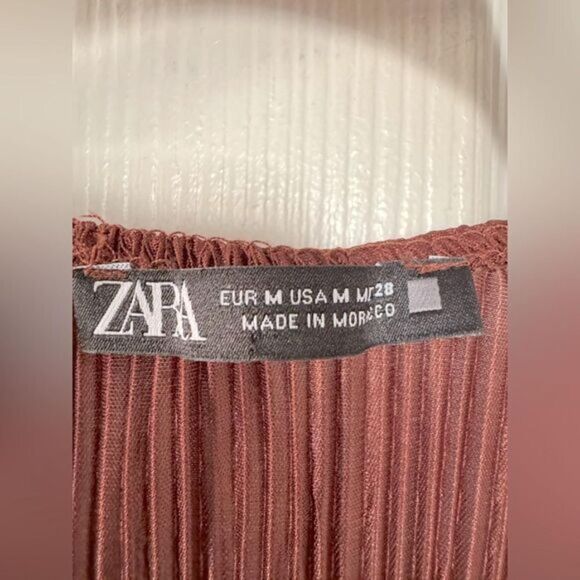 ZARA
EUR M USA M MEX 28
MADE IN MOROCCO